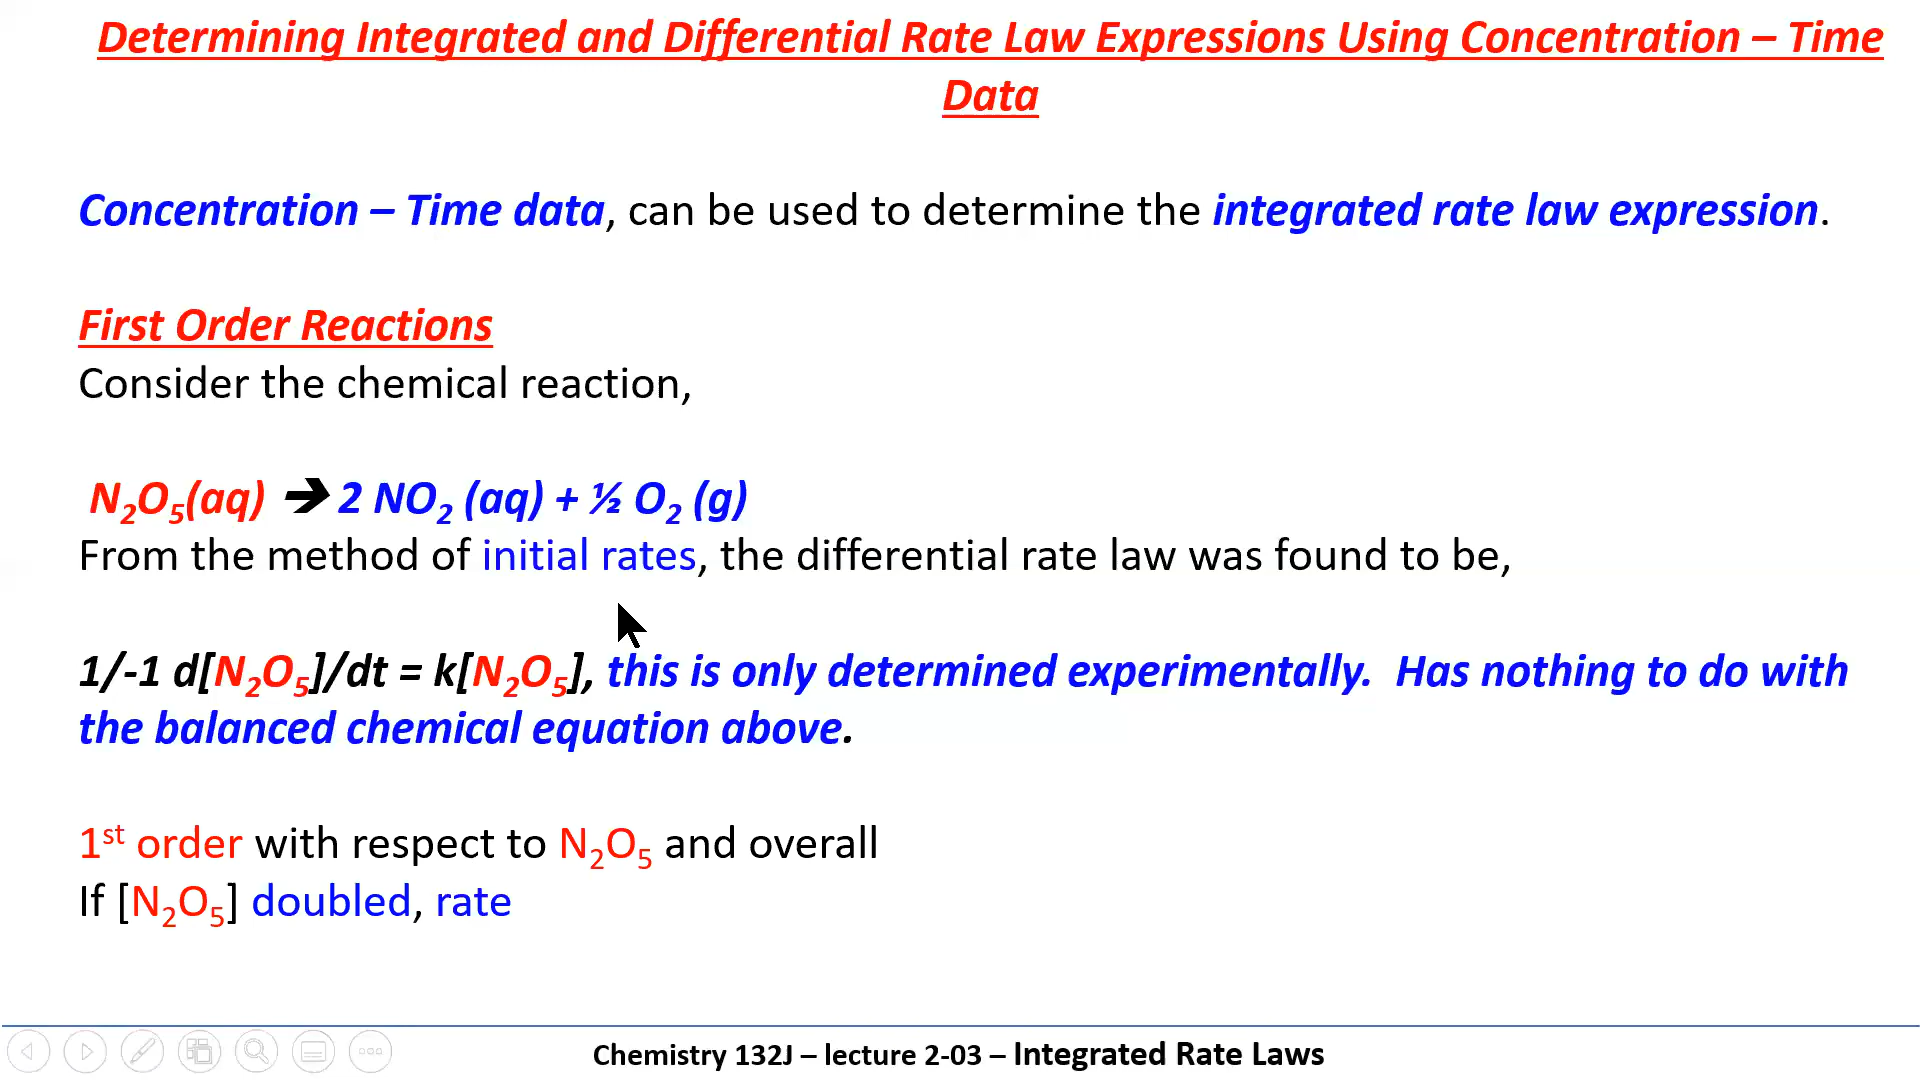 Determining Integrated and Differential Rate Law Expressions Using Concentration – Time
Data
Concentration – Time data, can be used to determine the integrated rate law expression.
First Order Reactions
Consider the chemical reaction,
N₂O₅(aq) ➔ 2 NO₂ (aq) + ½ O₂ (g)
From the method of initial rates, the differential rate law was found to be,
1/-1 d[N₂O₅]/dt = k[N₂O₅], this is only determined experimentally. Has nothing to do with
the balanced chemical equation above.
1ˢᵗ order with respect to N₂O₅ and overall
If [N₂O₅] doubled, rate
Chemistry 132J – lecture 2-03 – Integrated Rate Laws